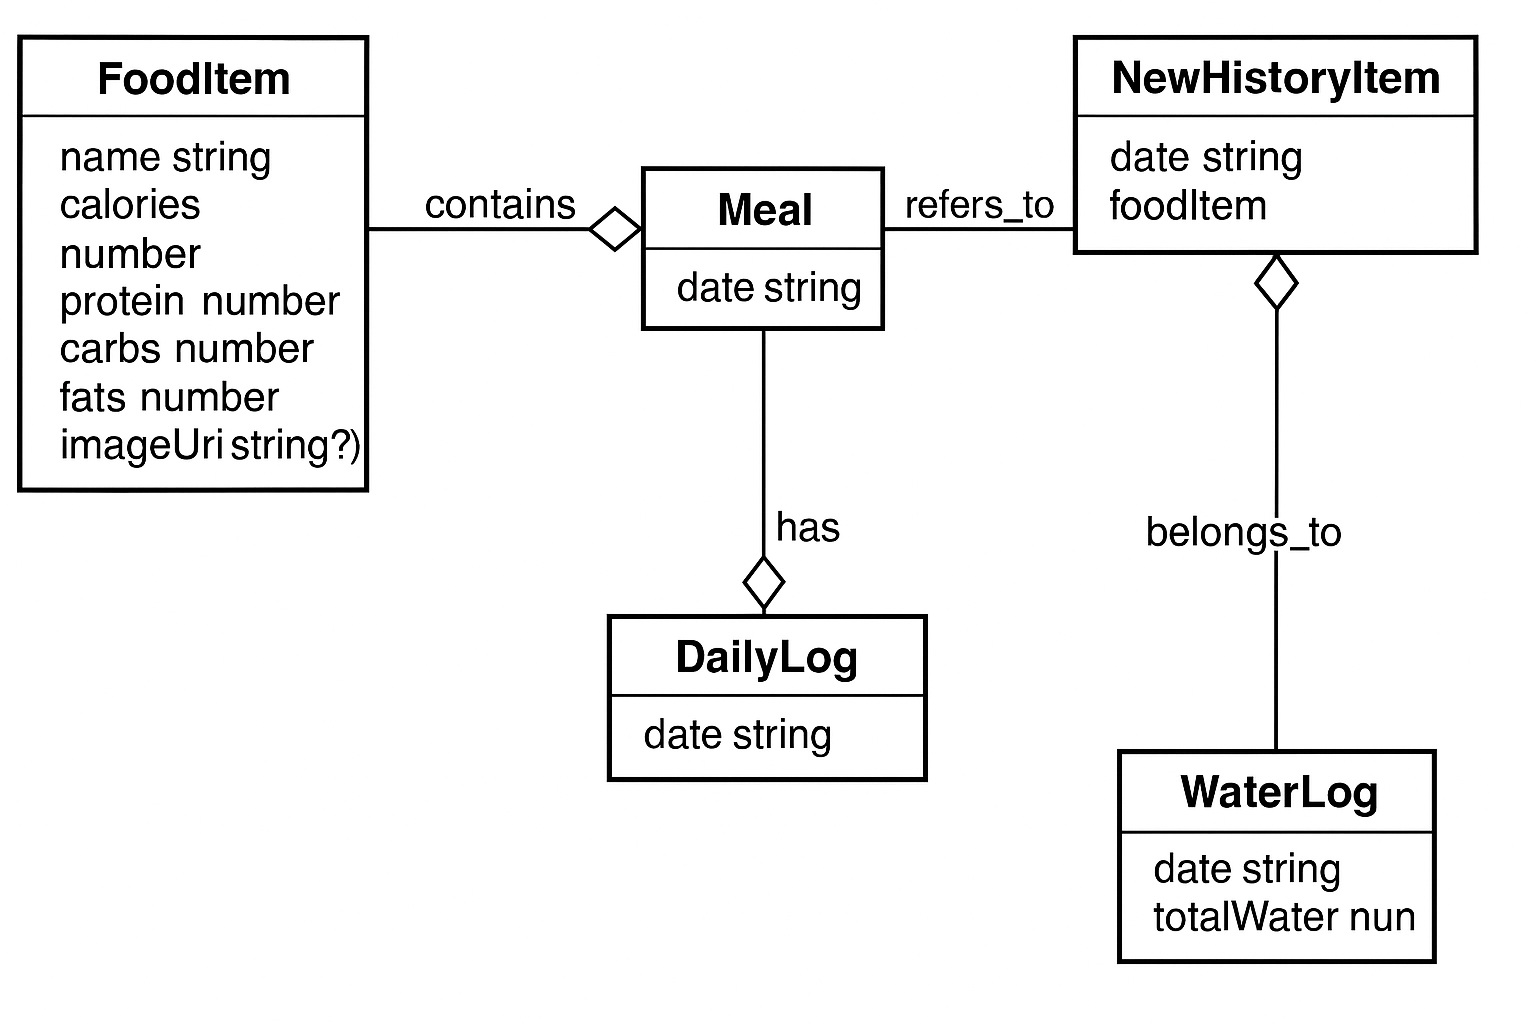 FoodItem
name string
calories
number
protein number
carbs number
fats number
imageUri string?)
contains
Meal
date string
refers_to
NewHistoryItem
date string
foodItem
has
DailyLog
date string
belongs_to
WaterLog
date string
totalWater nun